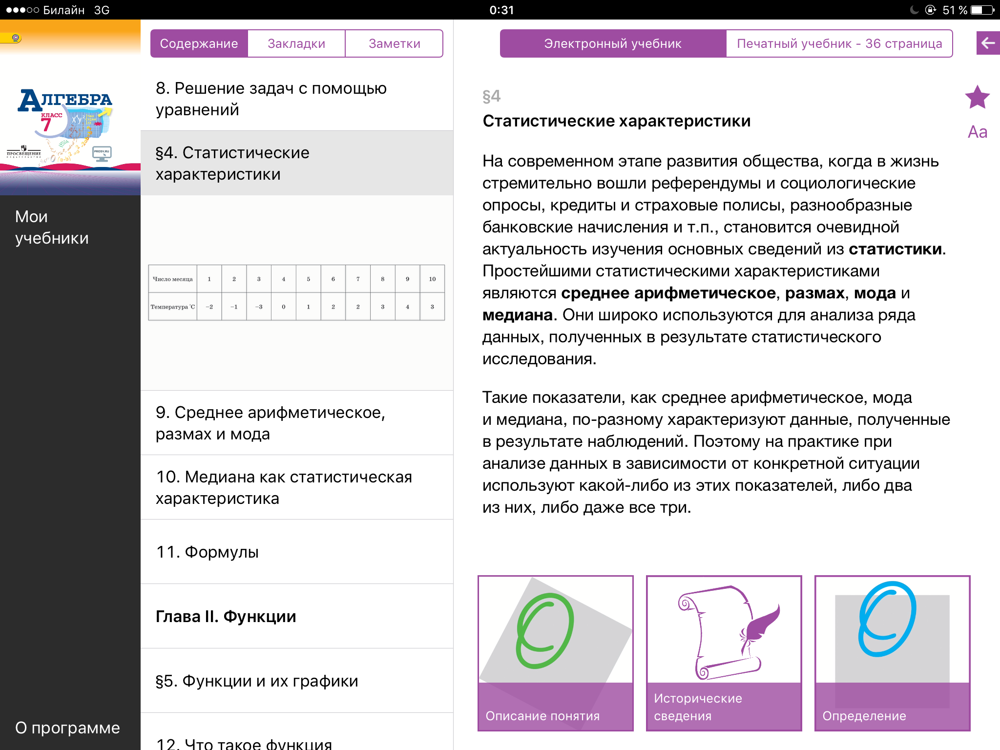 Билайн 3G
0:31
51 %
АЛГЕБРА
КЛАСС
7
ПРОСВЕЩЕНИЕ
ИЗДАТЕЛЬСТВО
PROSV.RU
Мои
учебники
О программе
Содержание
Закладки
Заметки
8. Решение задач с помощью
уравнений
§4. Статистические
характеристики
Число месяца 1 2 3 4 5 6 7 8 9 10
Температура °C –2 –1 –3 0 1 2 2 3 4 3
9. Среднее арифметическое,
размах и мода
10. Медиана как статистическая
характеристика
11. Формулы
Глава II. Функции
§5. Функции и их графики
12. Что такое функция
Электронный учебник
Печатный учебник - 36 страница
§4
Статистические характеристики
Aa
На современном этапе развития общества, когда в жизнь
стремительно вошли референдумы и социологические
опросы, кредиты и страховые полисы, разнообразные
банковские начисления и т.п., становится очевидной
актуальность изучения основных сведений из статистики.
Простейшими статистическими характеристиками
являются среднее арифметическое, размах, мода и
медиана. Они широко используются для анализа ряда
данных, полученных в результате статистического
исследования.
Такие показатели, как среднее арифметическое, мода
и медиана, по-разному характеризуют данные, полученные
в результате наблюдений. Поэтому на практике при
анализе данных в зависимости от конкретной ситуации
используют какой-либо из этих показателей, либо два
из них, либо даже все три.
Описание понятия
Исторические
сведения
Определение